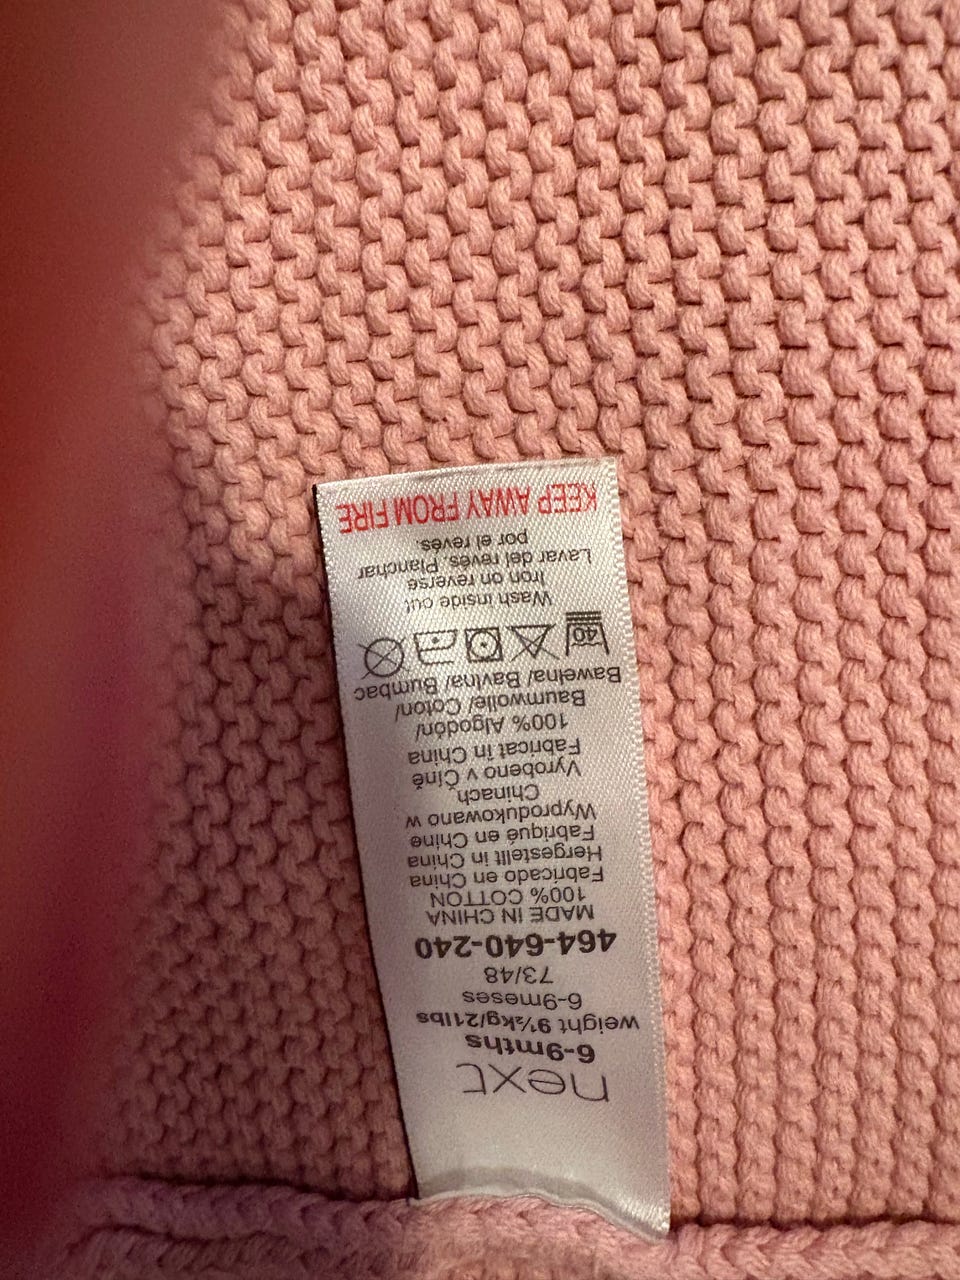 next
6-9mths
weight 9½kg/21lbs
6-9meses
73/48
464-640-240
MADE IN CHINA
100% COTTON
Fabricado en China
Hergestellt in China
Fabriqué en Chine
Wyprodukowano w
Chinach
Vyrobeno v Číně
Fabricat in China
100% Algodón/
Baumwolle/ Coton/
Bawełna/ Bavlna/ Bumbac
40
Wash inside out
Iron on reverse
Lavar del revés. Planchar
por el revés.
KEEP AWAY FROM FIRE